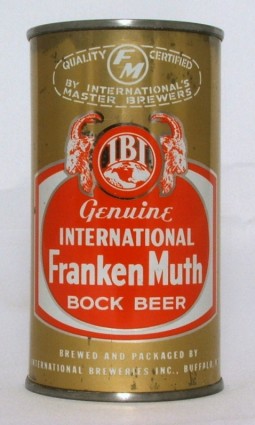 QUALITY FM CERTIFIED
BY INTERNATIONAL'S
MASTER BREWERS
IBI
Genuine
INTERNATIONAL
Franken Muth
BOCK BEER
BREWED AND PACKAGED BY
INTERNATIONAL BREWERIES INC., BUFFALO,